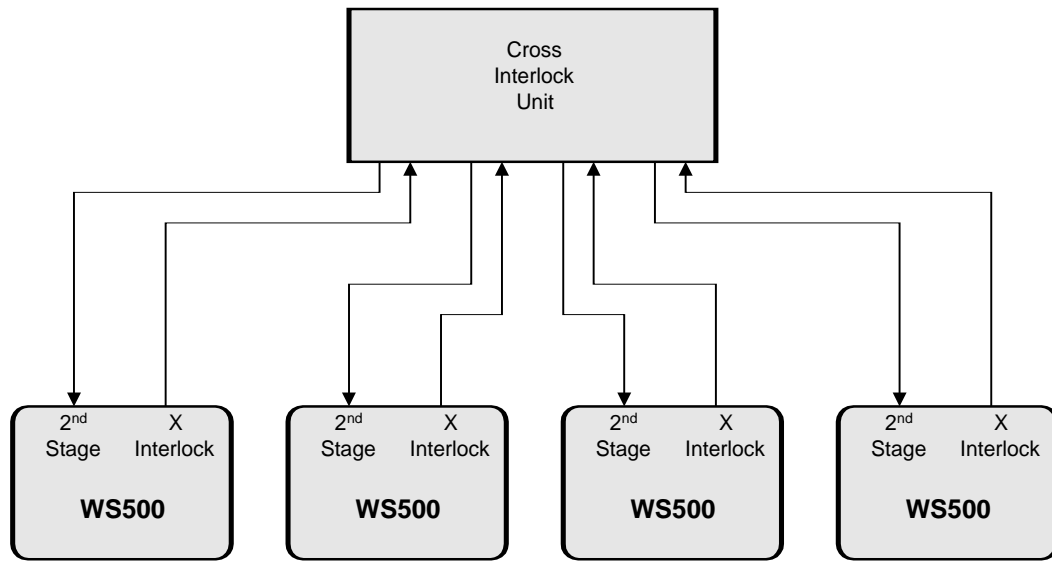 Cross
Interlock
Unit
2nd X
Stage Interlock
WS500
2nd X
Stage Interlock
WS500
2nd X
Stage Interlock
WS500
2nd X
Stage Interlock
WS500